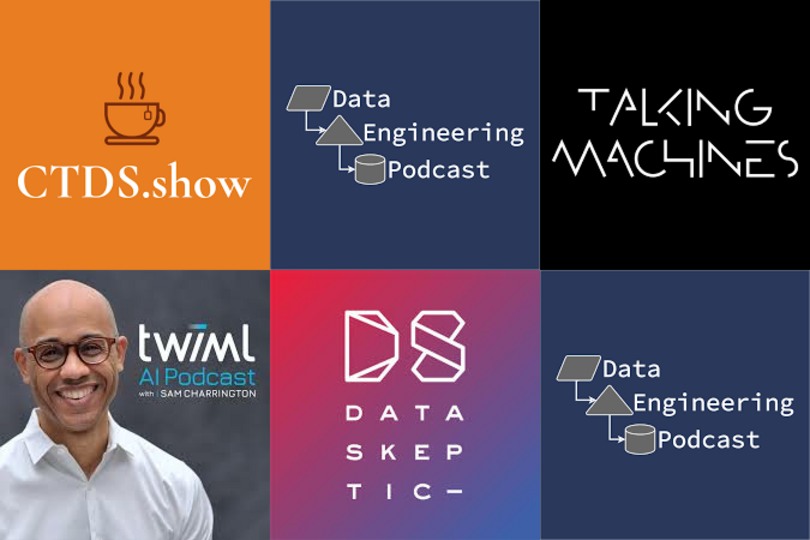 CTDS.show
Data
Engineering
Podcast
TALKING
MACHINES
twiml
AI Podcast
with | SAM CHARRINGTON
DS
DATA
SKEP
TIC–
Data
Engineering
Podcast